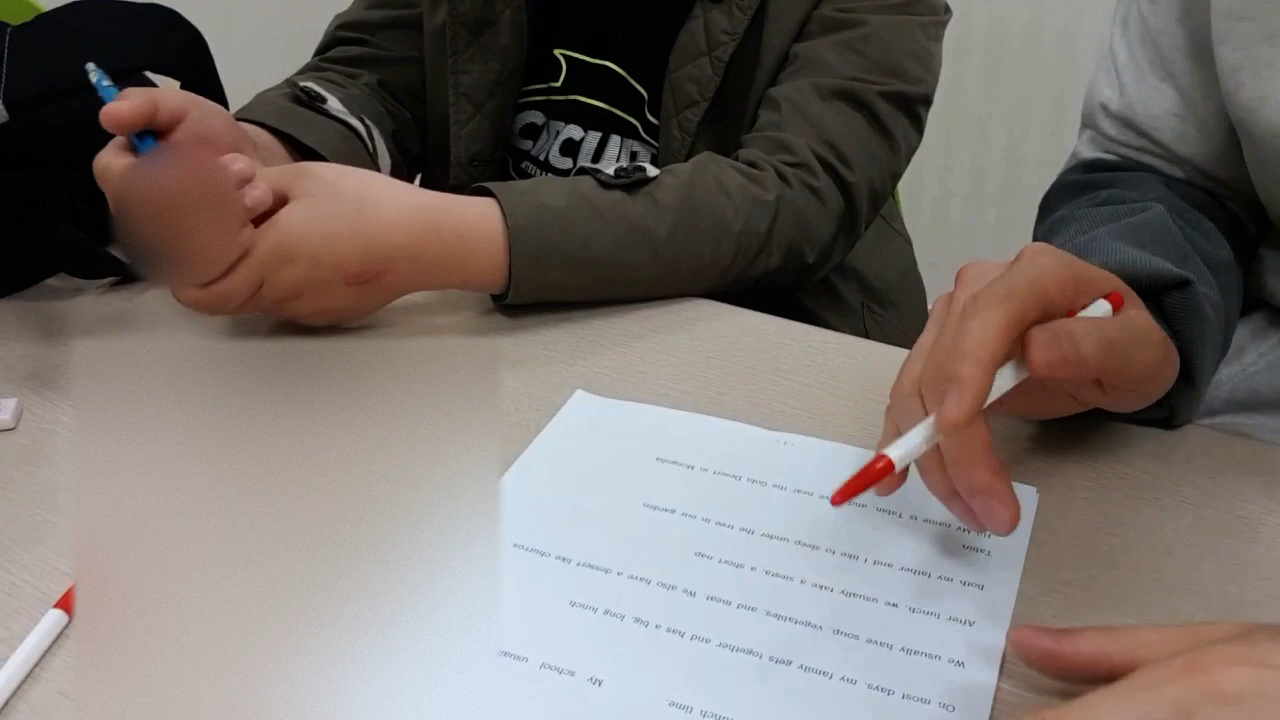 CIRCUIT
time My school
On most days, my family gets together and has a big, long lunch
We usually have soup, vegetables, and meat. We also have a dessert like churros
After lunch, we usually take a siesta, a short nap
Both my father and I like to sleep under the tree in our garden
Tabin
Hi! My name is Tabin, and near the Gobi Desert in Mongolia
- 1 -